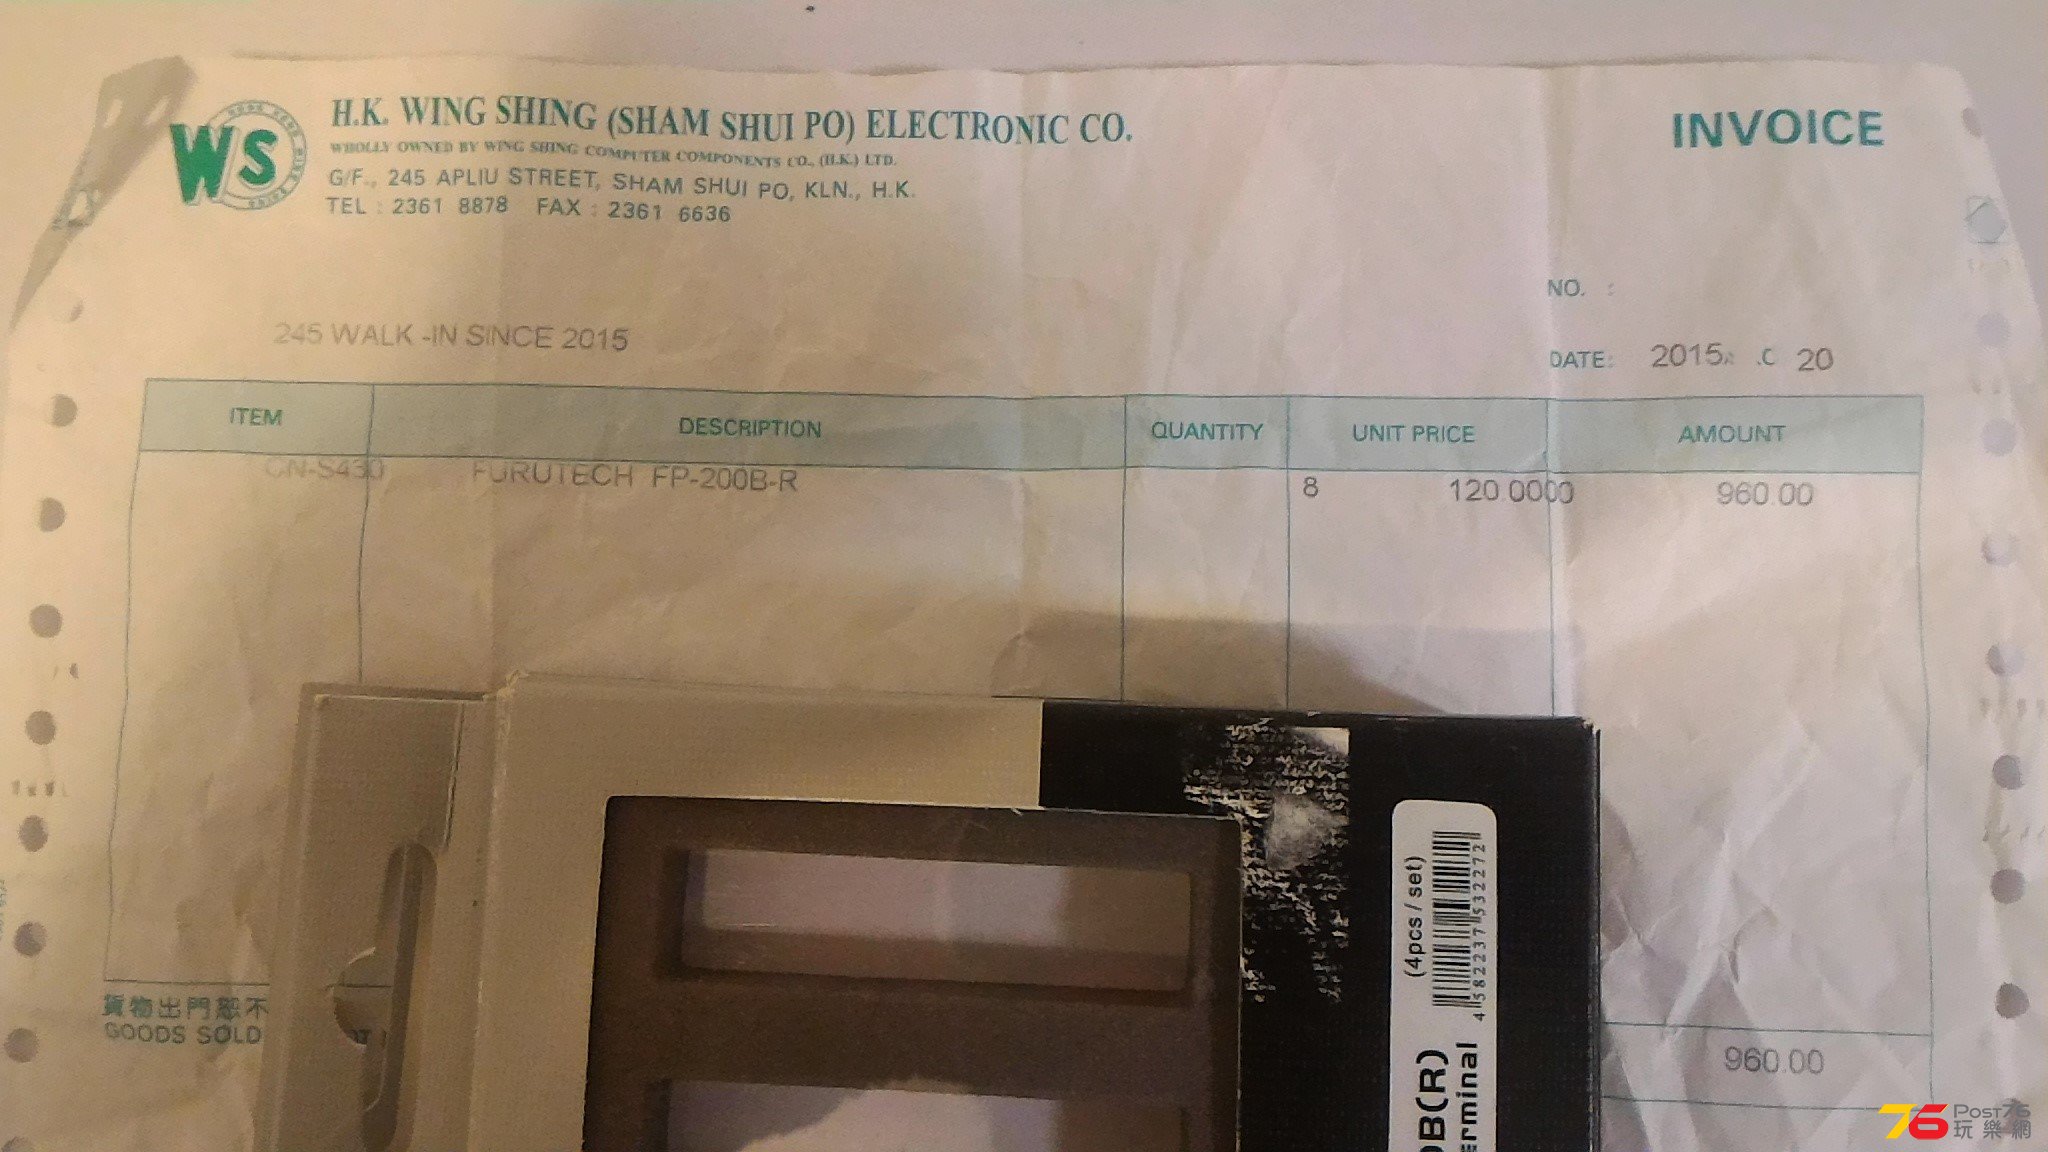 WS
H.K. WING SHING (SHAM SHUI PO) ELECTRONIC CO.
WHOLLY OWNED BY WING SHING COMPUTER COMPONENTS CO., (H.K.) LTD.
G/F., 245 APLIU STREET, SHAM SHUI PO, KLN., H.K.
TEL : 2361 8878 FAX : 2361 6636
INVOICE
NO. :
245 WALK -IN SINCE 2015
DATE: 2015 20
ITEM DESCRIPTION QUANTITY UNIT PRICE AMOUNT
CN-S430 FURUTECH FP-200B-R 8 120.0000 960.00
(4pcs / set)
4582237532272
0B(R)
erminal
貨物出門恕不
GOODS SOLD
960.00
76 Post76
玩樂網